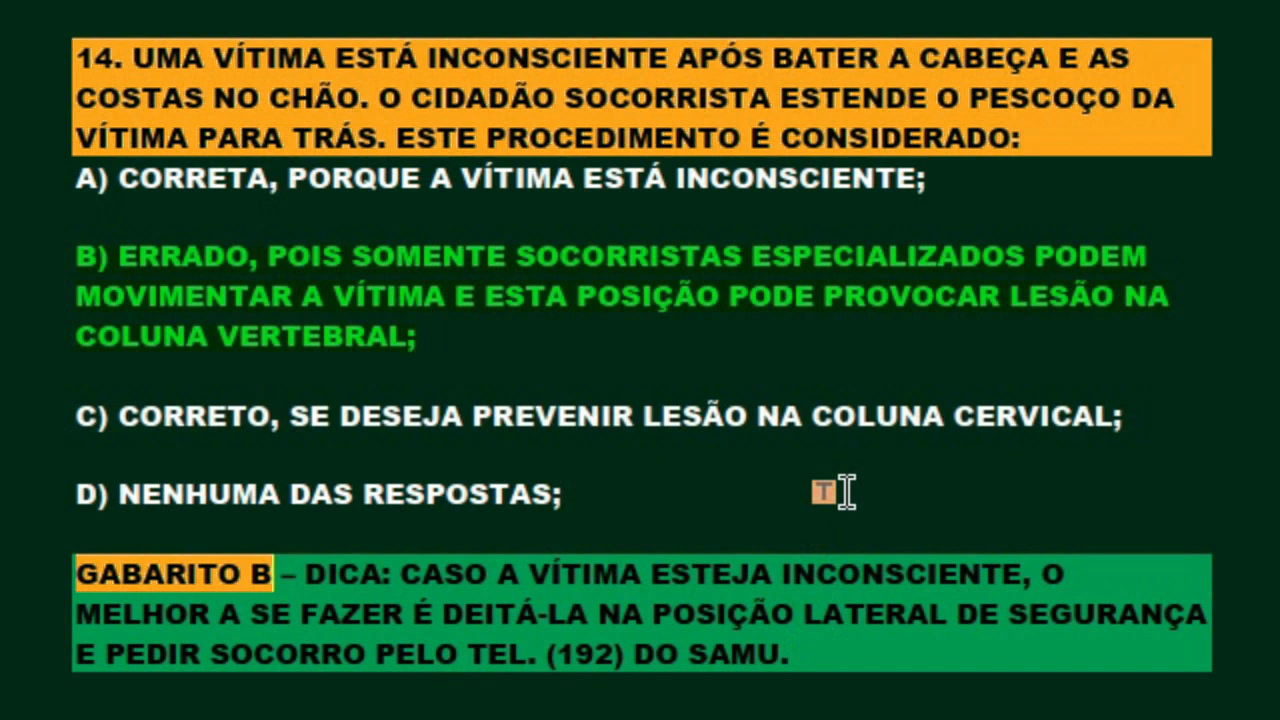 14. UMA VÍTIMA ESTÁ INCONSCIENTE APÓS BATER A CABEÇA E AS
COSTAS NO CHÃO. O CIDADÃO SOCORRISTA ESTENDE O PESCOÇO DA
VÍTIMA PARA TRÁS. ESTE PROCEDIMENTO É CONSIDERADO:
A) CORRETA, PORQUE A VÍTIMA ESTÁ INCONSCIENTE;
B) ERRADO, POIS SOMENTE SOCORRISTAS ESPECIALIZADOS PODEM
MOVIMENTAR A VÍTIMA E ESTA POSIÇÃO PODE PROVOCAR LESÃO NA
COLUNA VERTEBRAL;
C) CORRETO, SE DESEJA PREVENIR LESÃO NA COLUNA CERVICAL;
D) NENHUMA DAS RESPOSTAS;
T
GABARITO B – DICA: CASO A VÍTIMA ESTEJA INCONSCIENTE, O
MELHOR A SE FAZER É DEITÁ-LA NA POSIÇÃO LATERAL DE SEGURANÇA
E PEDIR SOCORRO PELO TEL. (192) DO SAMU.